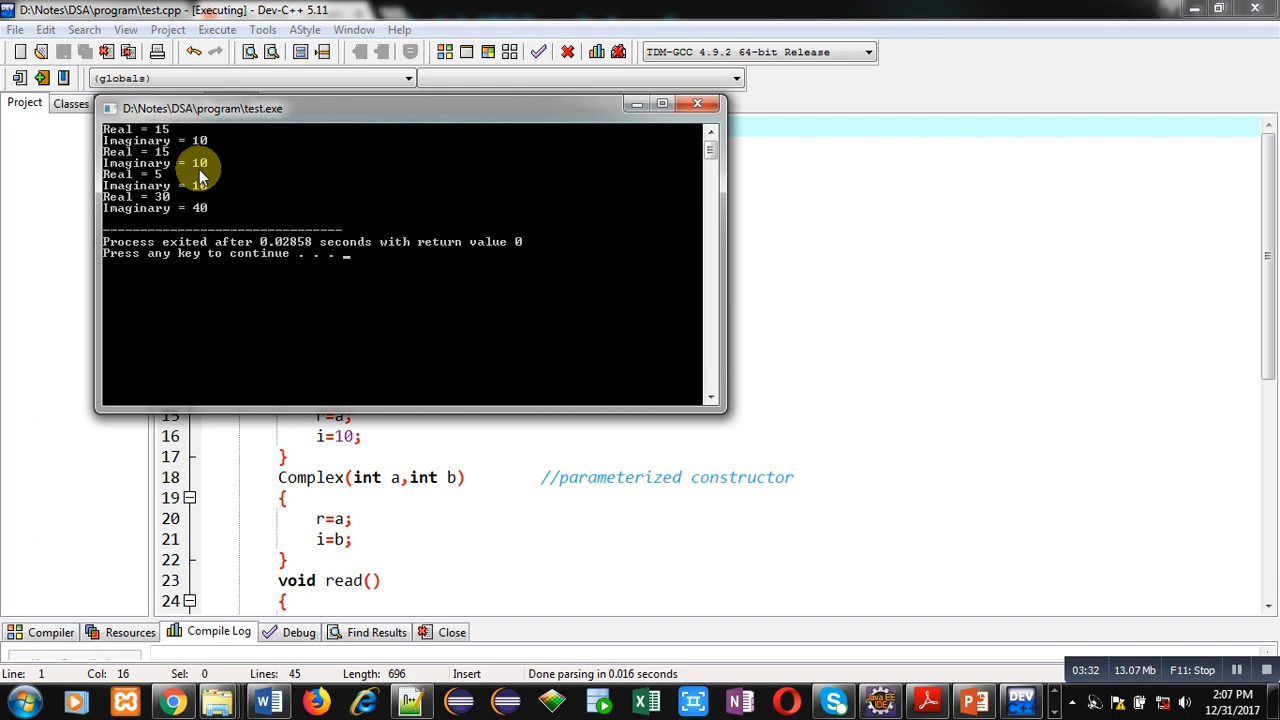 D:\Notes\DSA\program\test.cpp - [Executing] - Dev-C++ 5.11
File Edit Search View Project Execute Tools AStyle Window Help
TDM-GCC 4.9.2 64-bit Release
(globals)
Project Classes
D:\Notes\DSA\program\test.exe
Real = 15
Imaginary = 10
Real = 15
Imaginary = 10
Real = 5
Imaginary = 10
Real = 30
Imaginary = 40
--------------------------------
Process exited after 0.02858 seconds with return value 0
Press any key to continue . . . _
15 r=a;
16 i=10;
17 }
18 Complex(int a,int b) //parameterized constructor
19 {
20 r=a;
21 i=b;
22 }
23 void read()
24 {
Compiler Resources Compile Log Debug Find Results Close
Line: 1 Col: 16 Sel: 0 Lines: 45 Length: 696 Insert Done parsing in 0.016 seconds
03:32 13.07 Mb F11: Stop
2:07 PM
12/31/2017